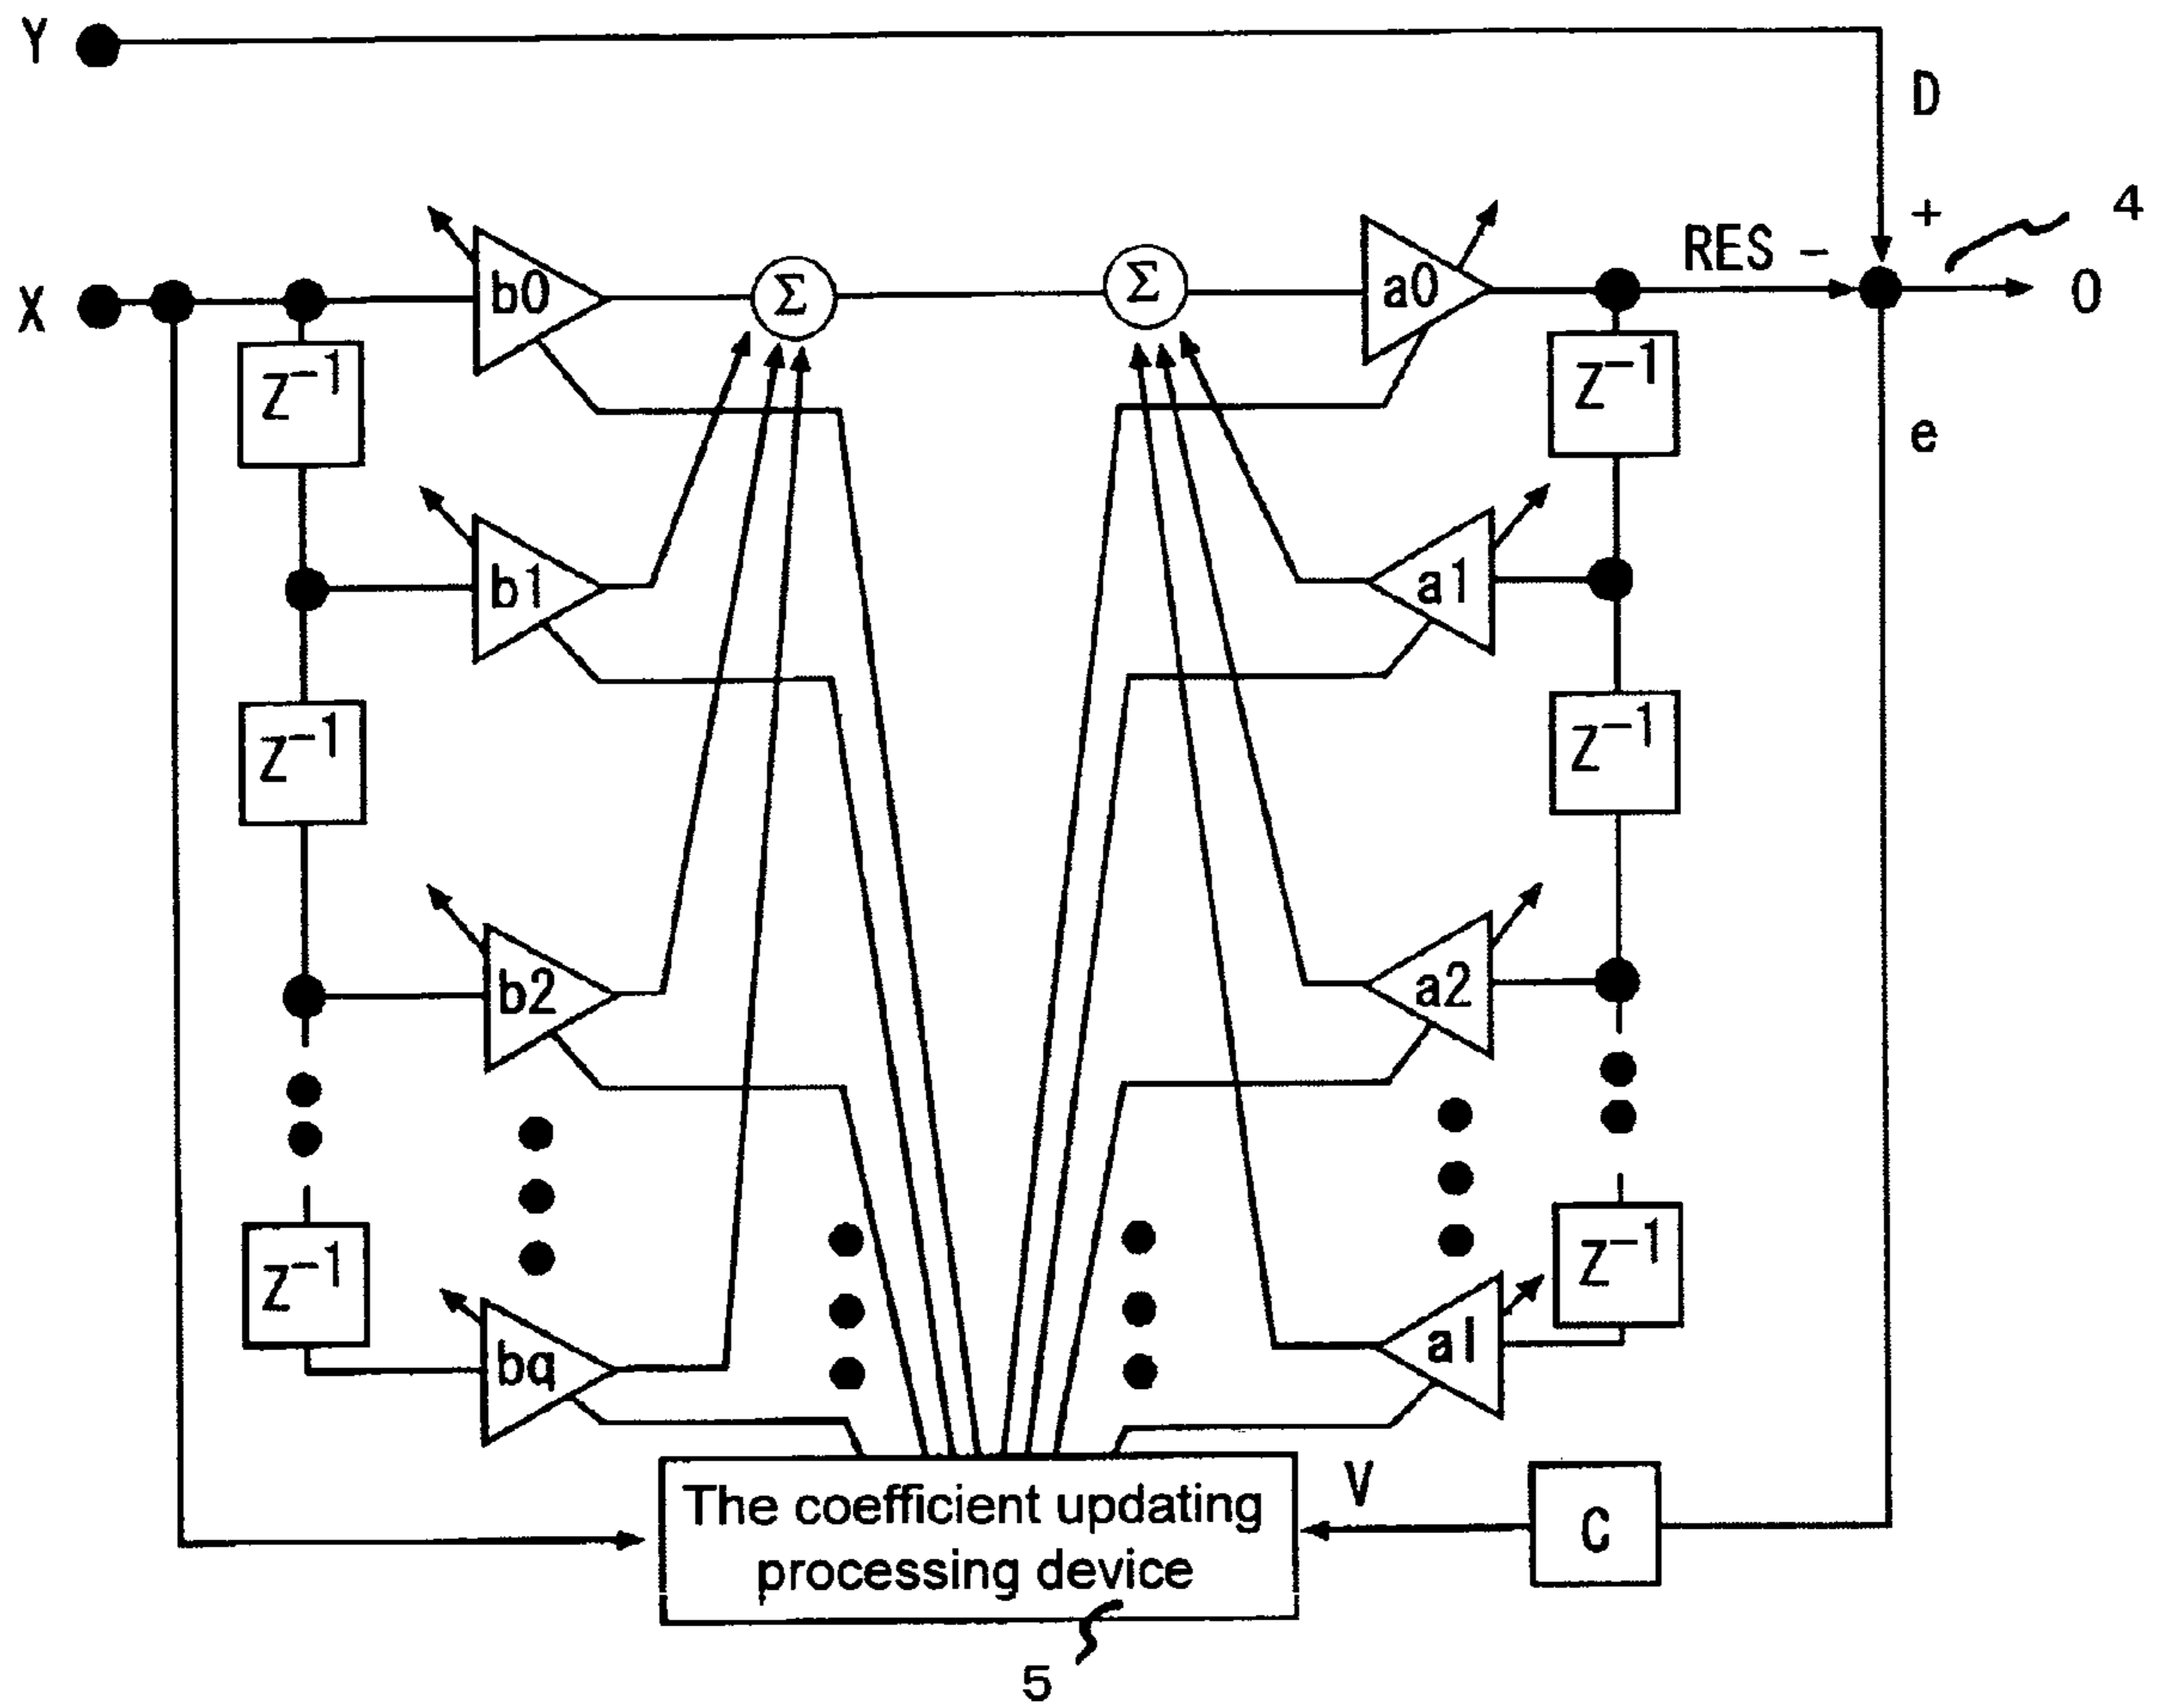 Y
D
+
4
X
b0
Σ
Σ
a0
RES −
O
Z⁻¹
Z⁻¹
e
b1
a1
Z⁻¹
Z⁻¹
b2
a2
Z⁻¹
Z⁻¹
bq
al
The coefficient updating
processing device
V
C
5